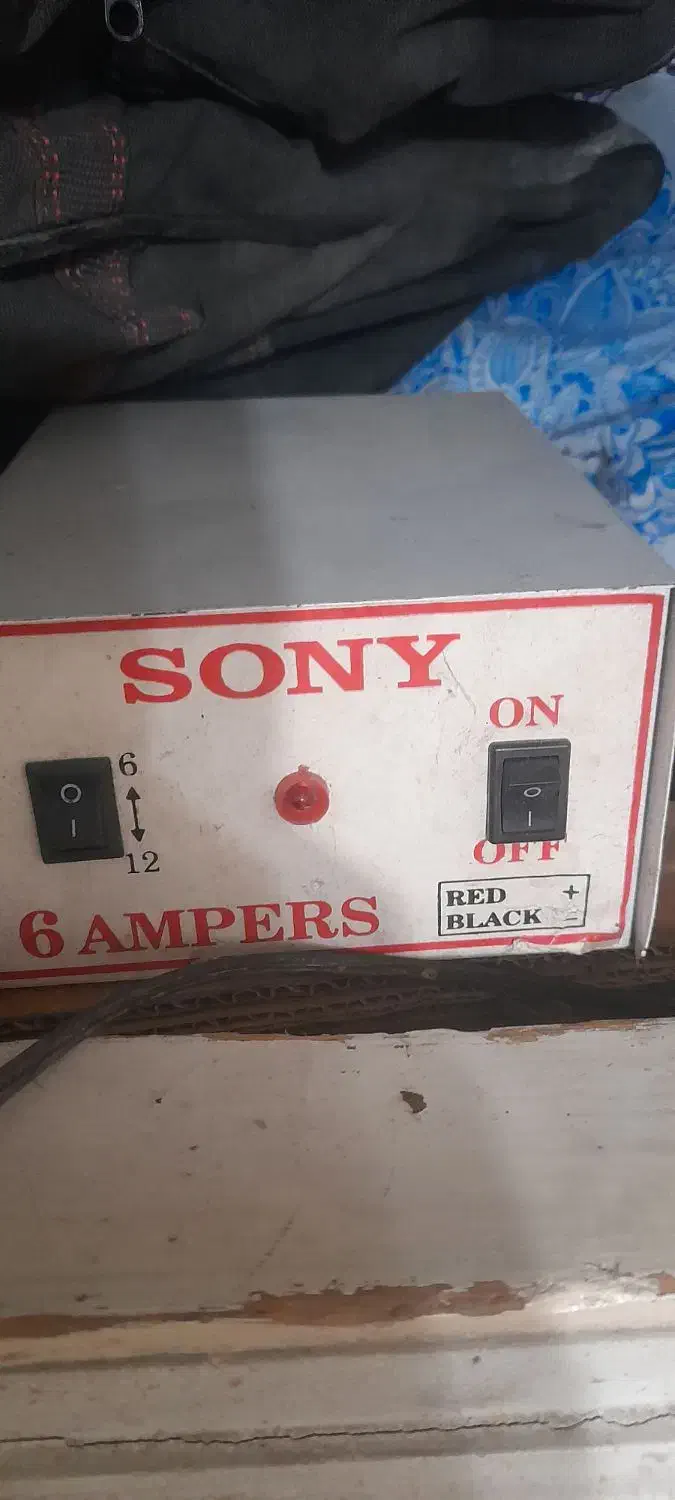 SONY
ON
6
12
OFF
6 AMPERS
RED +
BLACK −